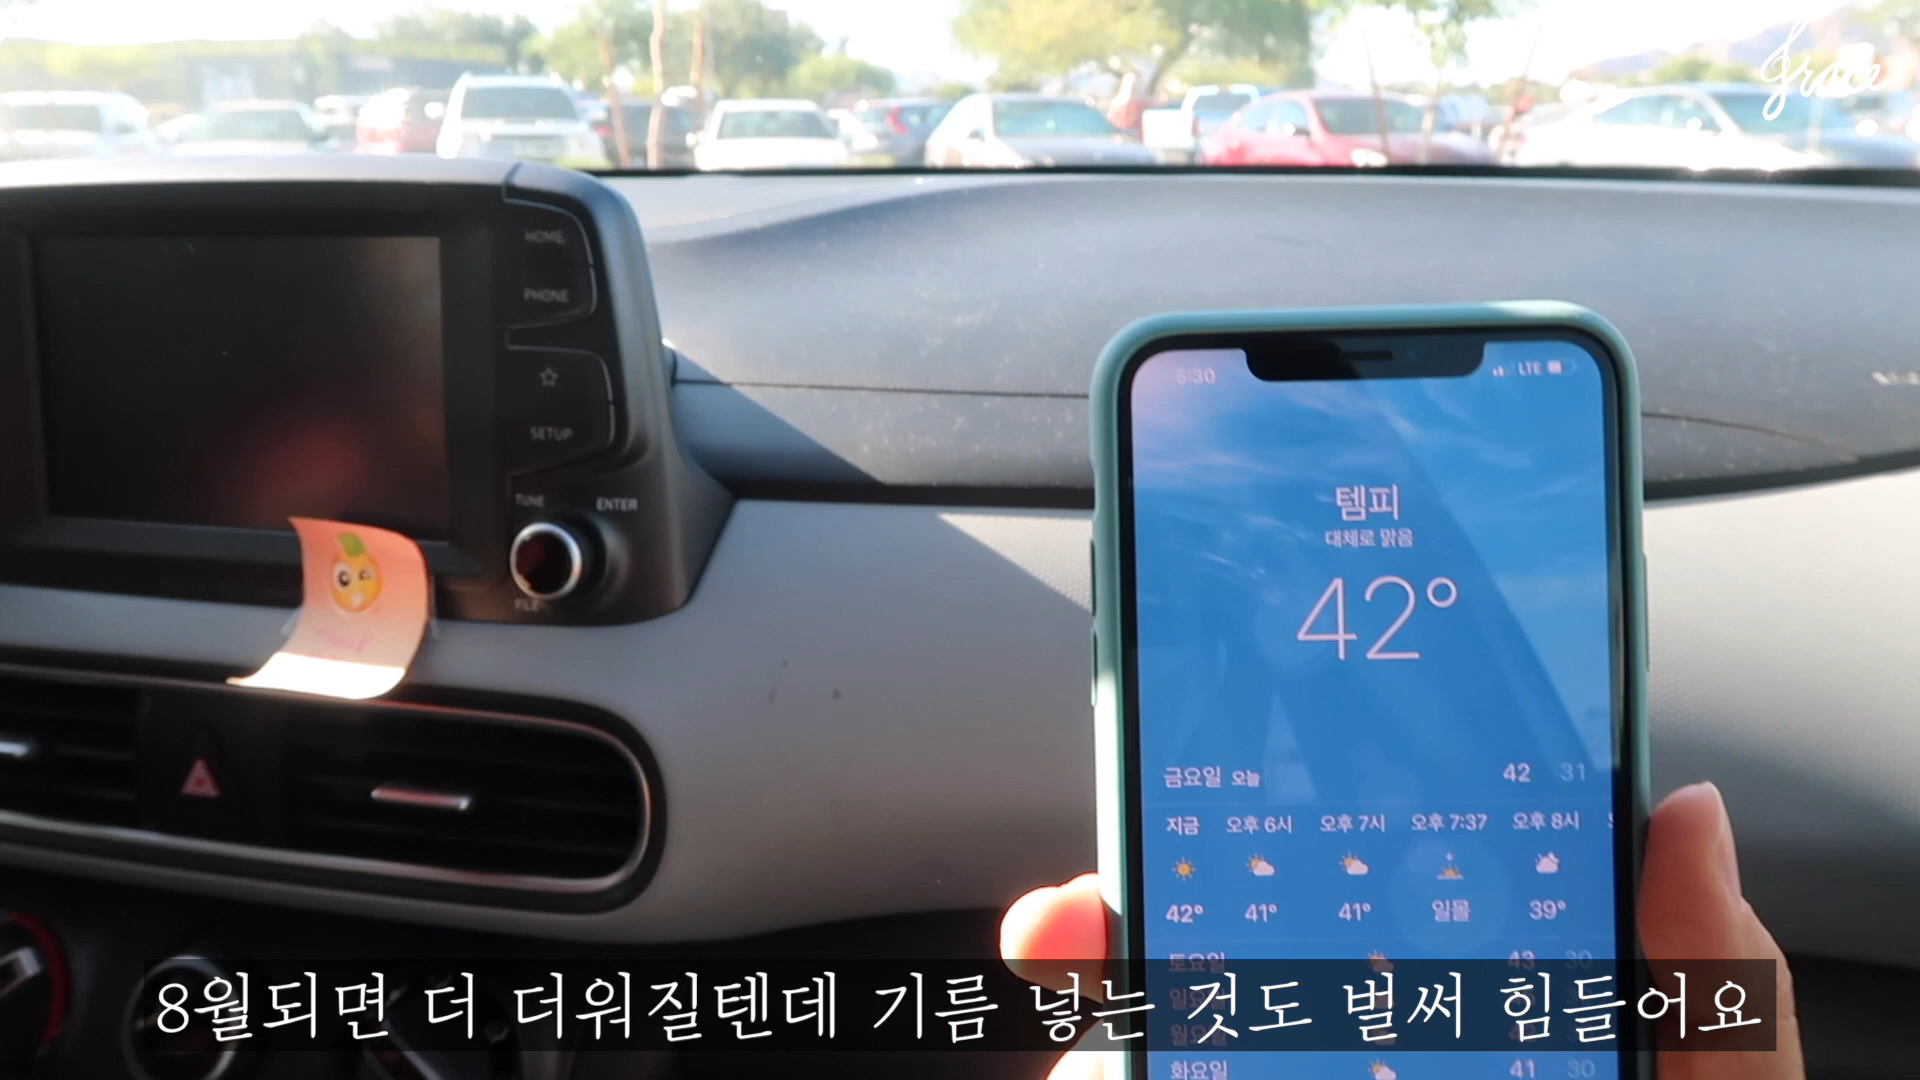 Grace
HOME
PHONE
SETUP
TUNE
ENTER
FILE
5:30
LTE
템피
대체로 맑음
42°
금요일 오늘 42 31
지금 오후 6시 오후 7시 오후 7:37 오후 8시
42° 41° 41° 일몰 39°
토요일 43 30
8월되면 더 더워질텐데 기름 넣는 것도 벌써 힘들어요
화요일 41 30